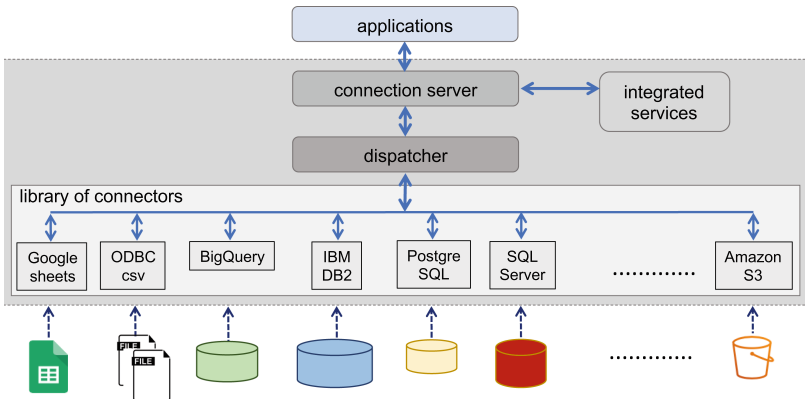 applications
connection server
integrated
services
dispatcher
library of connectors
Google
sheets
ODBC
csv
BigQuery
IBM
DB2
Postgre
SQL
SQL
Server
.............
Amazon
S3
FILE
FILE
.............